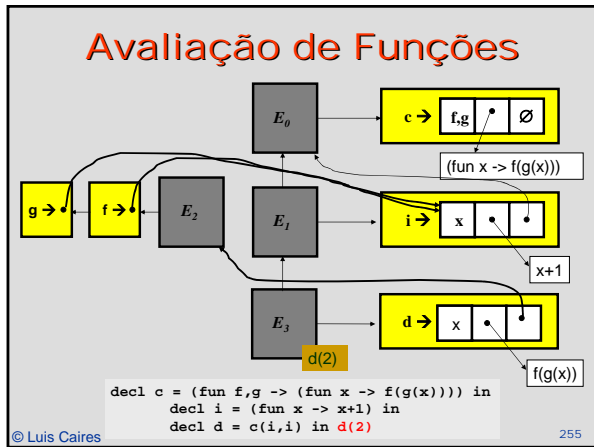 Avaliação de Funções
E0
c → f,g Ø
(fun x -> f(g(x)))
g → f → E2
E1
i → x
x+1
E3
d → x
d(2)
f(g(x))
decl c = (fun f,g -> (fun x -> f(g(x)))) in
decl i = (fun x -> x+1) in
decl d = c(i,i) in d(2)
© Luis Caires 255